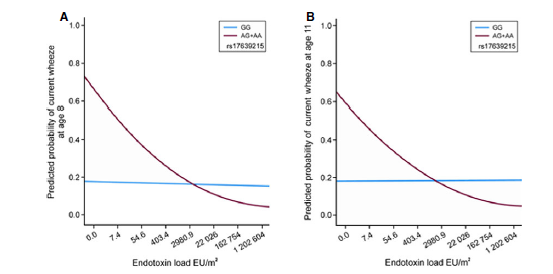 A
1.0
0.8
0.6
0.4
0.2
0.0
Predicted probability of current wheeze
at age 8
GG
AG+AA
rs17639215
0.0 7.4 54.6 403.4 2980.9 22 026 162 754 1 202 604
Endotoxin load EU/m²
B
1.0
0.8
0.6
0.4
0.2
0.0
Predicted probability of current wheeze at age 11
GG
AG+AA
rs17639215
0.0 7.4 54.6 403.4 2980.9 22 026 162 754 1 202 604
Endotoxin load EU/m²